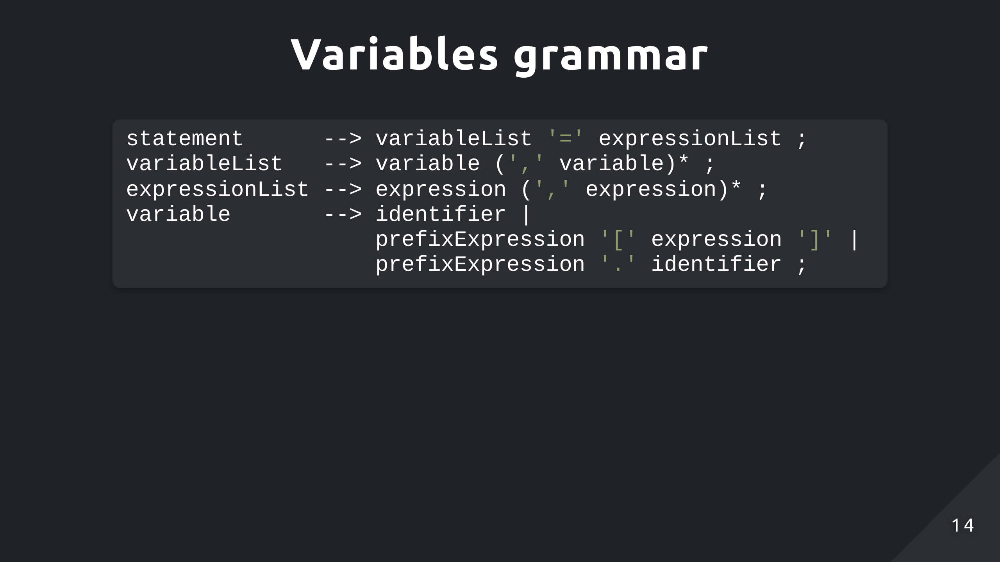 Variables grammar
statement      --> variableList '=' expressionList ;
variableList   --> variable (',' variable)* ;
expressionList --> expression (',' expression)* ;
variable       --> identifier |
                   prefixExpression '[' expression ']' |
                   prefixExpression '.' identifier ;
14